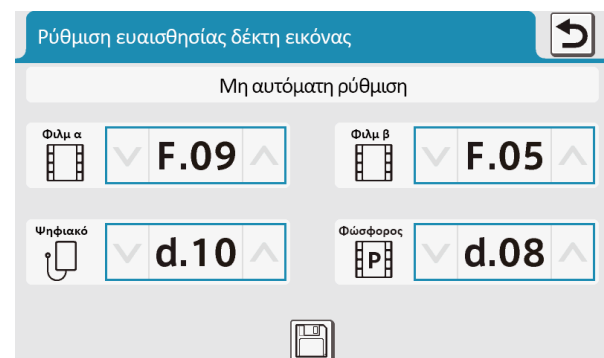 Ρύθμιση ευαισθησίας δέκτη εικόνας
Μη αυτόματη ρύθμιση
Φιλμ α
F.09
Φιλμ β
F.05
Ψηφιακό
d.10
Φώσφορος
P
d.08